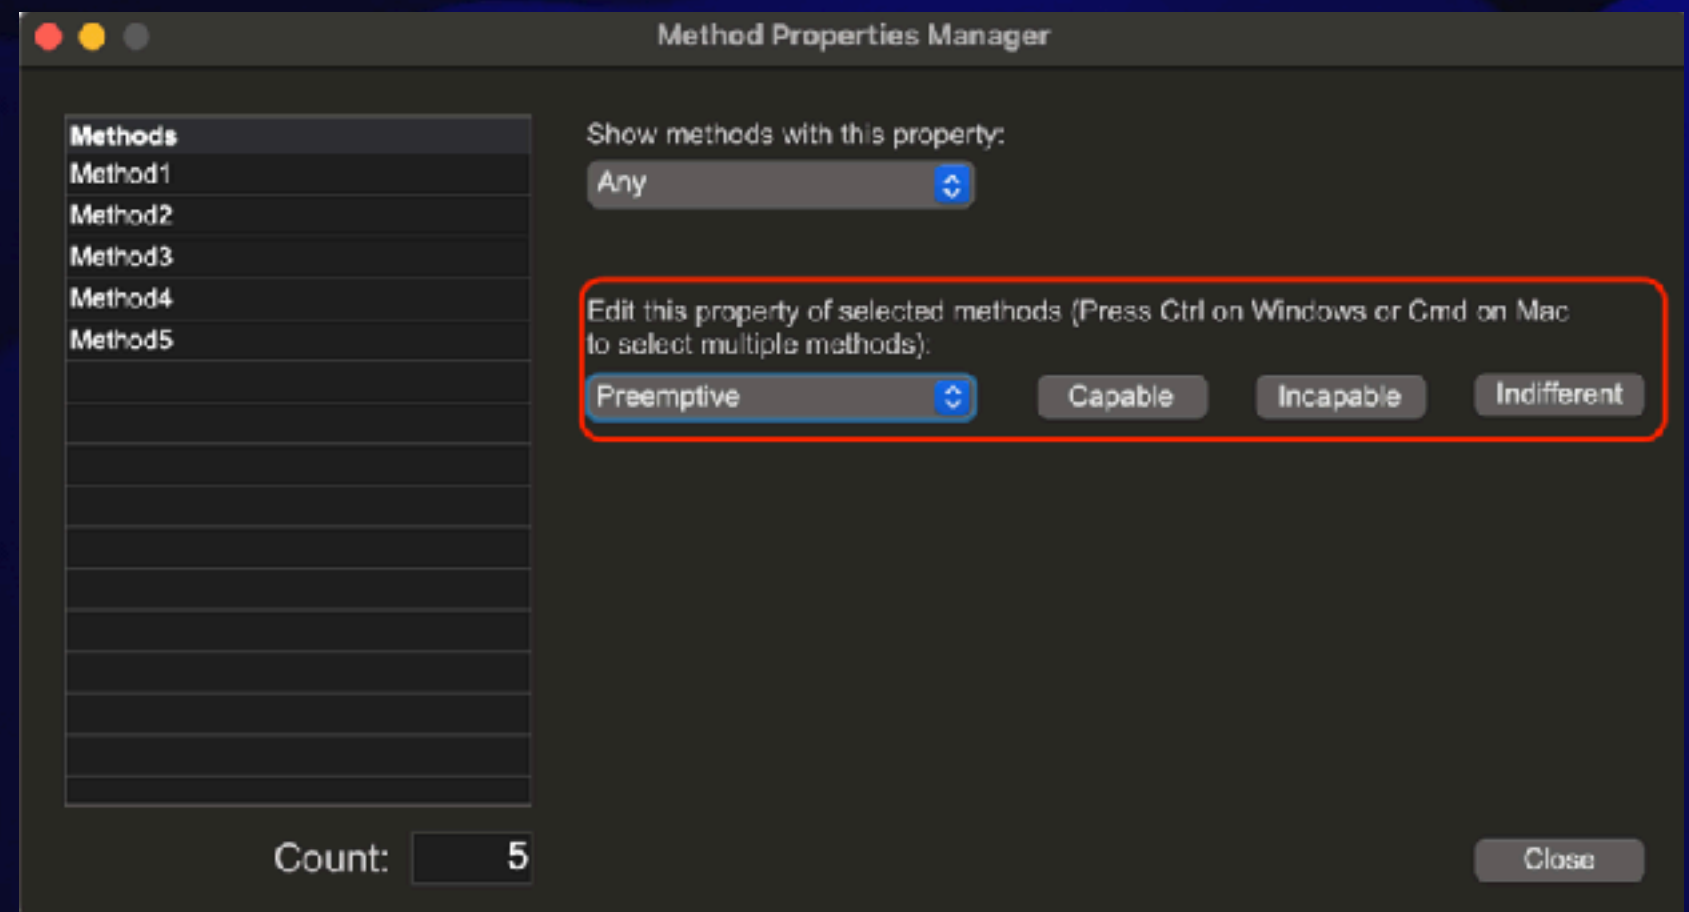 Method Properties Manager
Methods
Method1
Method2
Method3
Method4
Method5
Count: 5
Show methods with this property:
Any
Edit this property of selected methods (Press Ctrl on Windows or Cmd on Mac
to select multiple methods):
Preemptive Capable Incapable Indifferent
Close